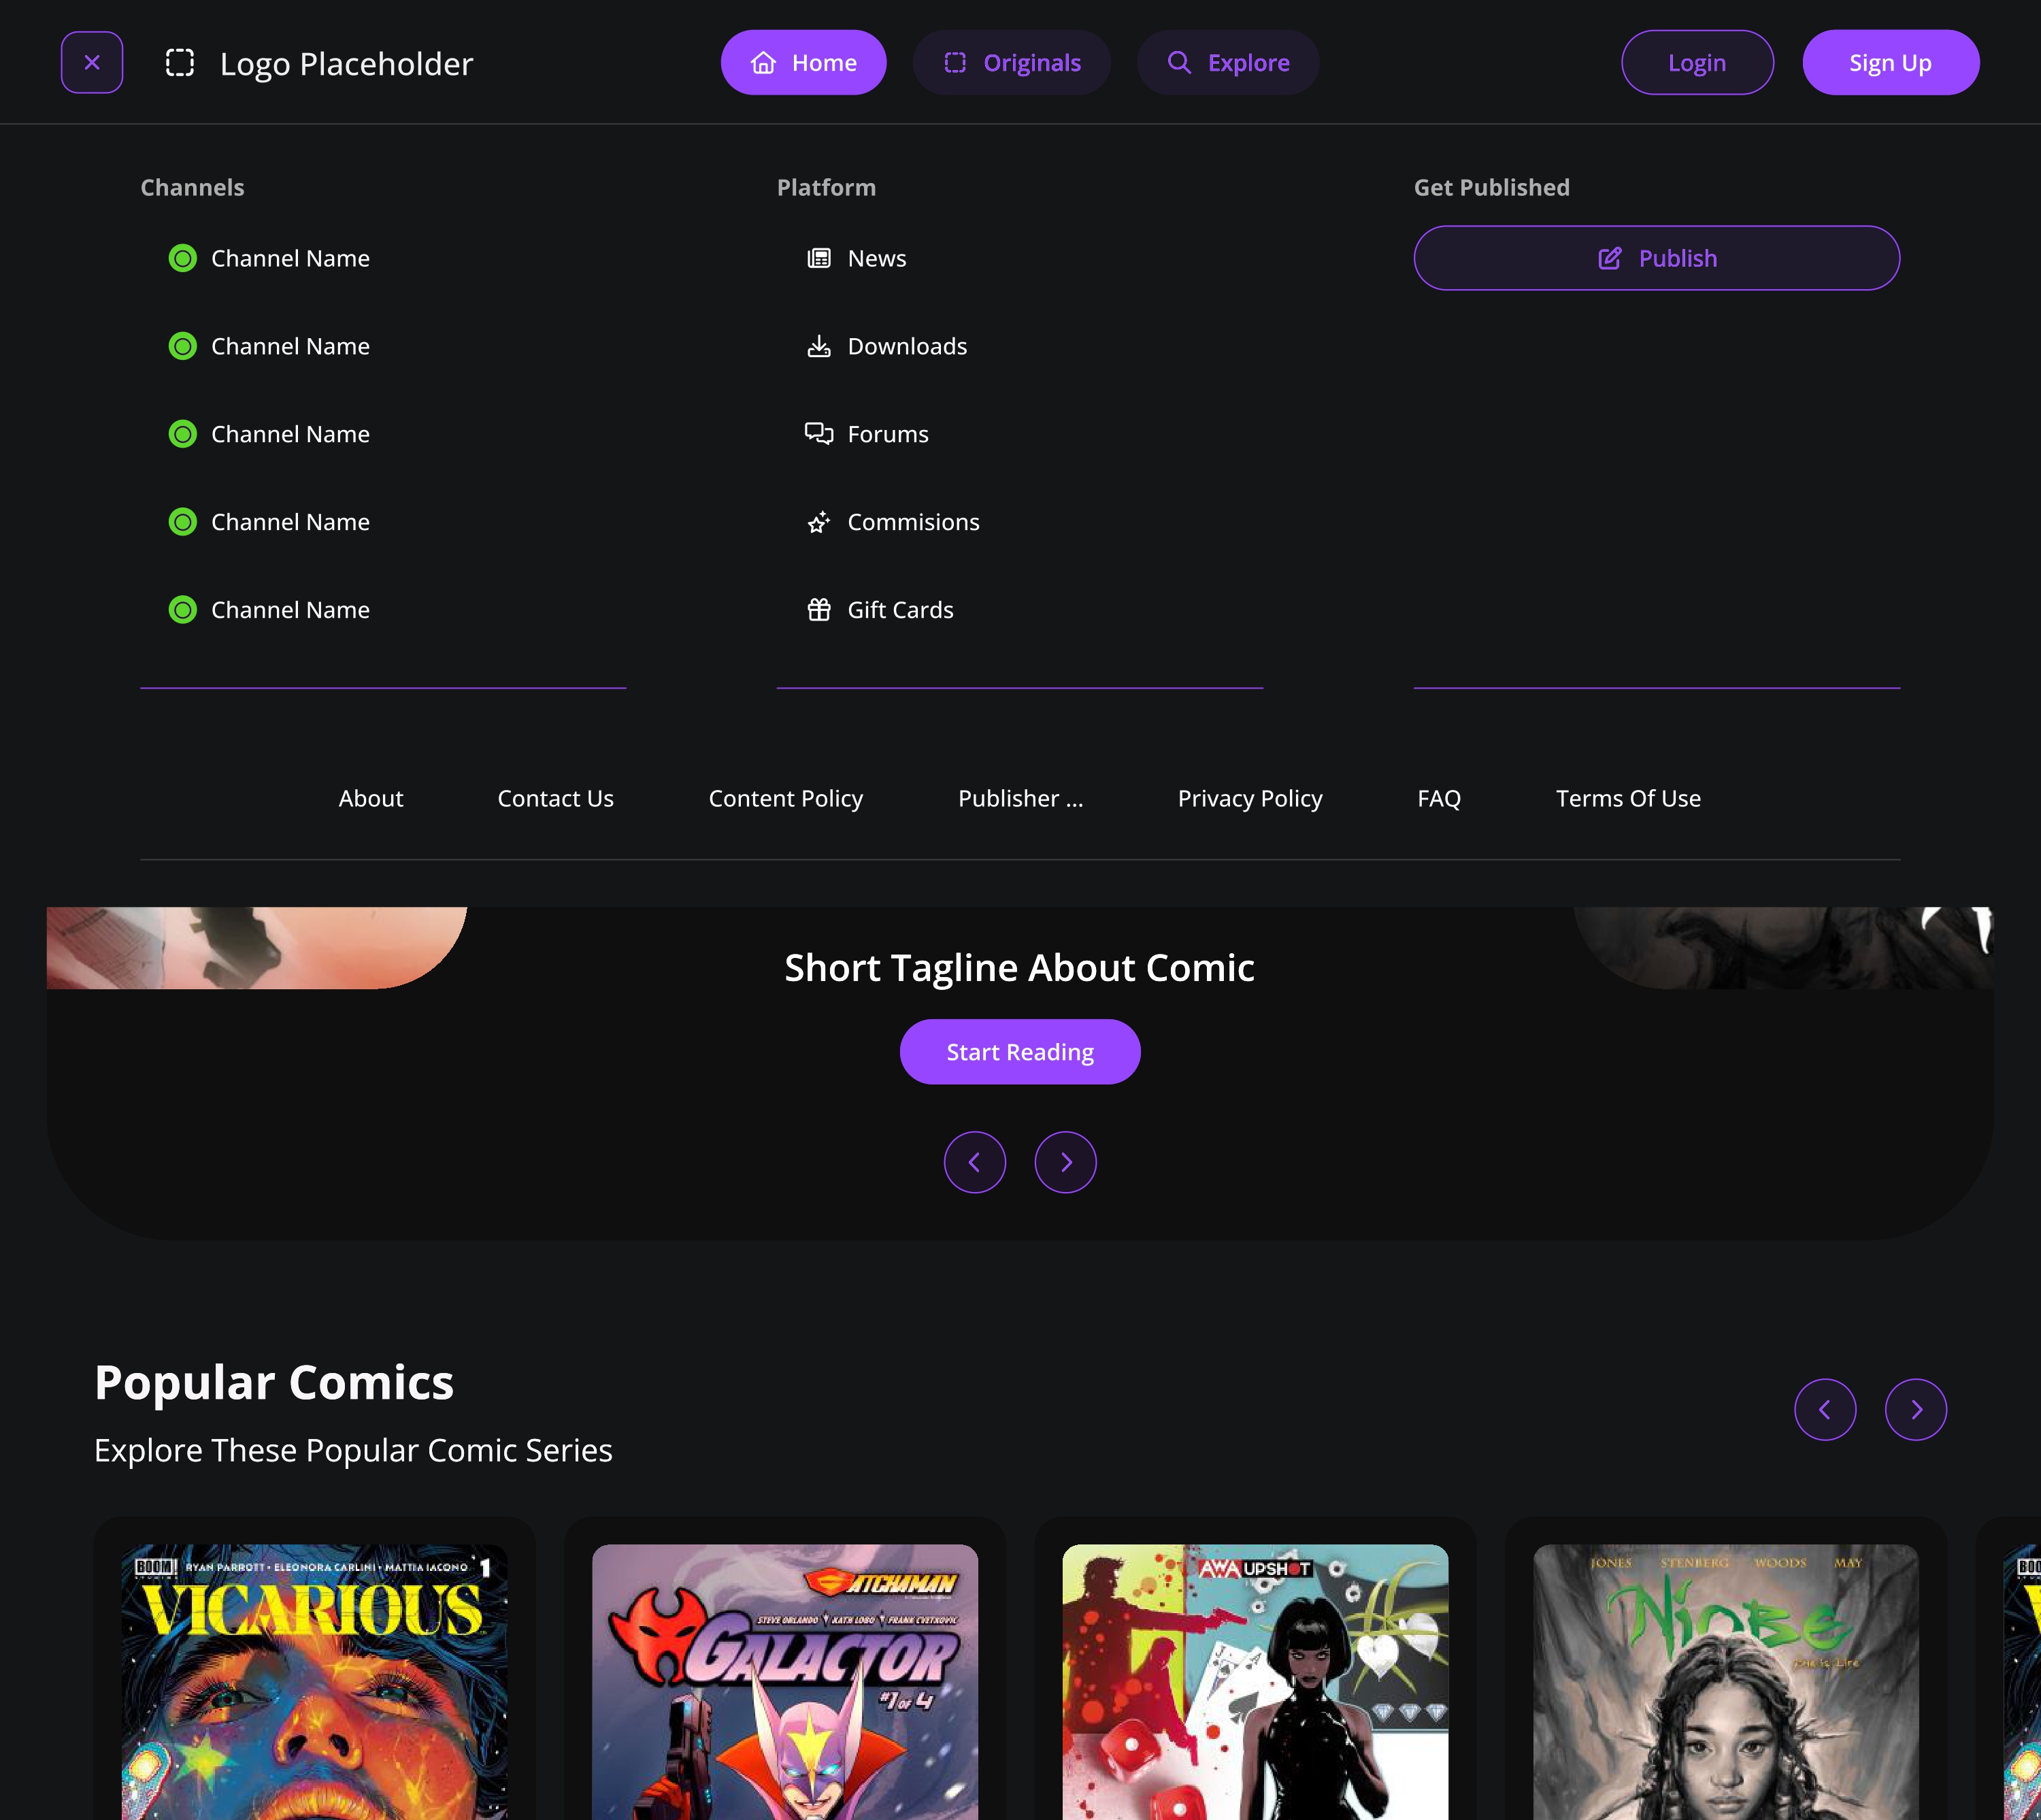 Logo Placeholder
Home
Originals
Explore
Login
Sign Up
Channels
Channel Name
Channel Name
Channel Name
Channel Name
Channel Name
Platform
News
Downloads
Forums
Commisions
Gift Cards
Get Published
Publish
About
Contact Us
Content Policy
Publisher ...
Privacy Policy
FAQ
Terms Of Use
Short Tagline About Comic
Start Reading
Popular Comics
Explore These Popular Comic Series
BOOM! STUDIOS
RYAN PARROTT • ELEONORA CARLINI • MATTIA IACONO
1
VICARIOUS
GATCHAMAN
STEVE ORLANDO KATH LOBO FRANK CVETKOVIC
GALACTOR
#1 OF 4
AWA UPSHOT
JONES STENBERG WOODS MAY
NIOBE
She is Life